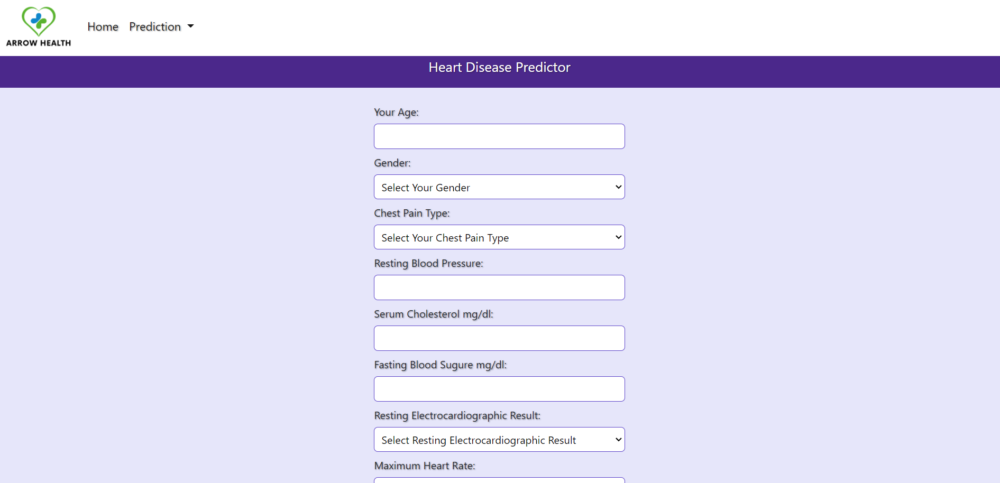 ARROW HEALTH
Home Prediction
Heart Disease Predictor
Your Age:
Gender:
Select Your Gender
Chest Pain Type:
Select Your Chest Pain Type
Resting Blood Pressure:
Serum Cholesterol mg/dl:
Fasting Blood Sugure mg/dl:
Resting Electrocardiographic Result:
Select Resting Electrocardiographic Result
Maximum Heart Rate: